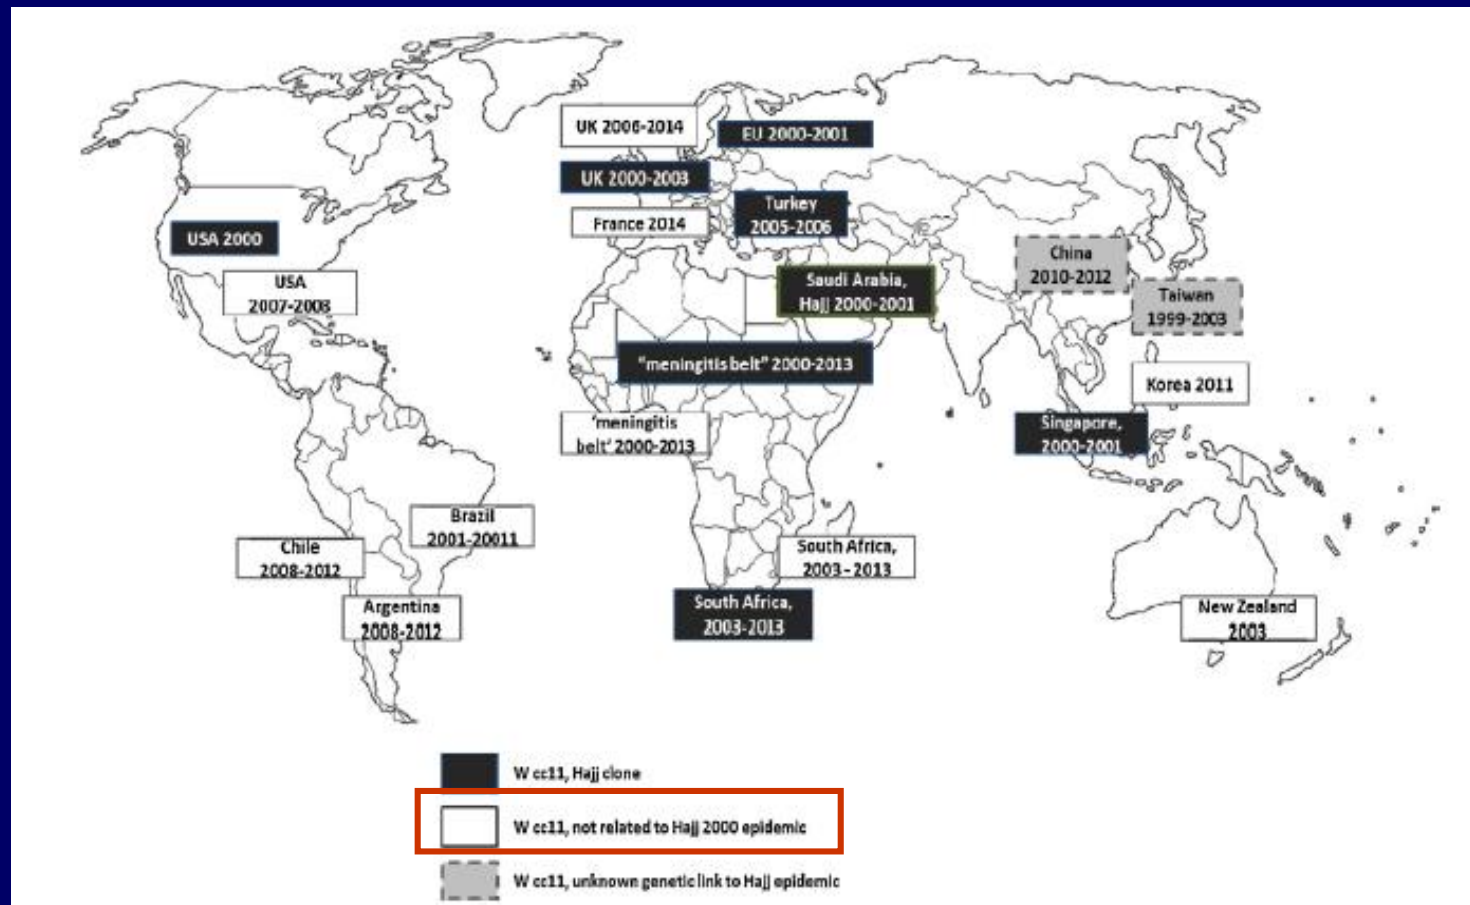 UK 2006-2014
EU 2000-2001
UK 2000-2003
Turkey
2005-2006
France 2014
USA 2000
China
2010-2012
USA
2007-2008
Saudi Arabia,
Hajj 2000-2001
Taiwan
1999-2003
"meningitis belt" 2000-2013
Korea 2011
'meningitis
belt' 2000-2013
Singapore,
2000-2001
Brazil
2001-20011
Chile
2008-2012
South Africa,
2003-2013
Argentina
2008-2012
South Africa,
2003-2013
New Zealand
2003
W cc11, Hajj clone
W cc11, not related to Hajj 2000 epidemic
W cc11, unknown genetic link to Hajj epidemic